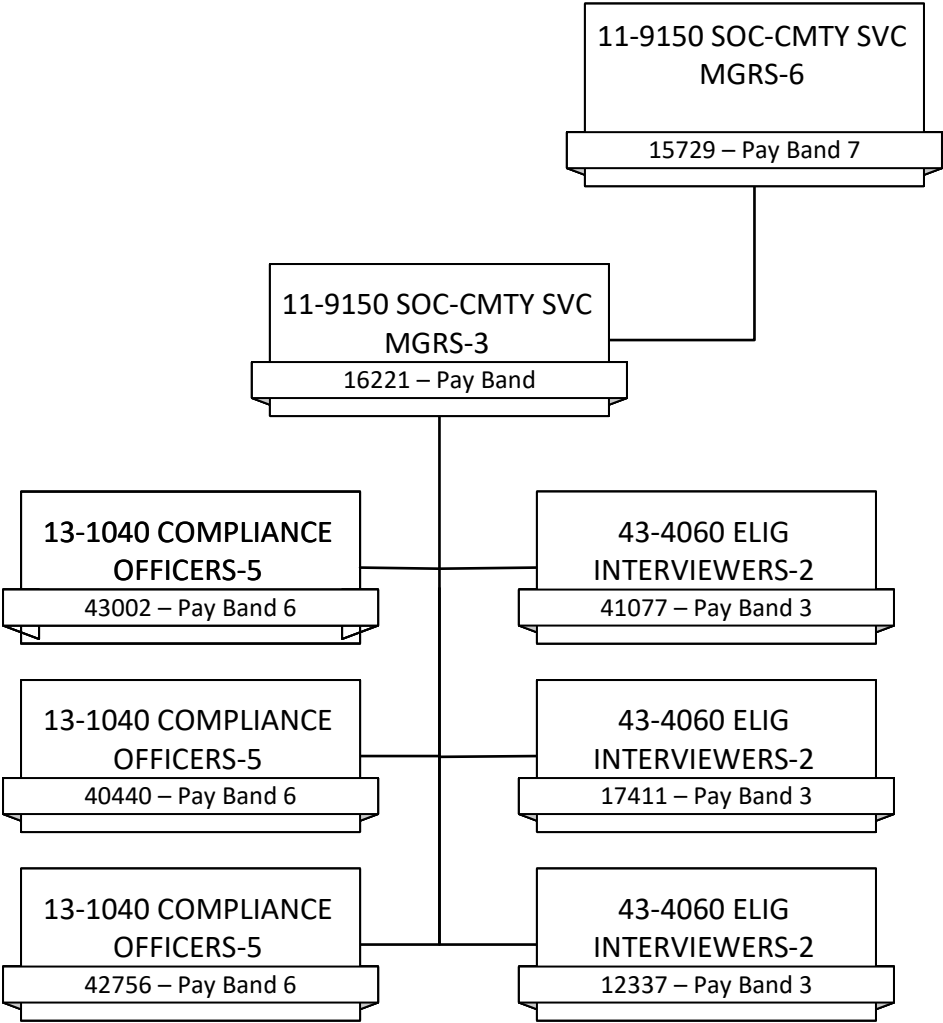 11-9150 SOC-CMTY SVC
MGRS-6
15729 – Pay Band 7
11-9150 SOC-CMTY SVC
MGRS-3
16221 – Pay Band
13-1040 COMPLIANCE
OFFICERS-5
43002 – Pay Band 6
43-4060 ELIG
INTERVIEWERS-2
41077 – Pay Band 3
13-1040 COMPLIANCE
OFFICERS-5
40440 – Pay Band 6
43-4060 ELIG
INTERVIEWERS-2
17411 – Pay Band 3
13-1040 COMPLIANCE
OFFICERS-5
42756 – Pay Band 6
43-4060 ELIG
INTERVIEWERS-2
12337 – Pay Band 3